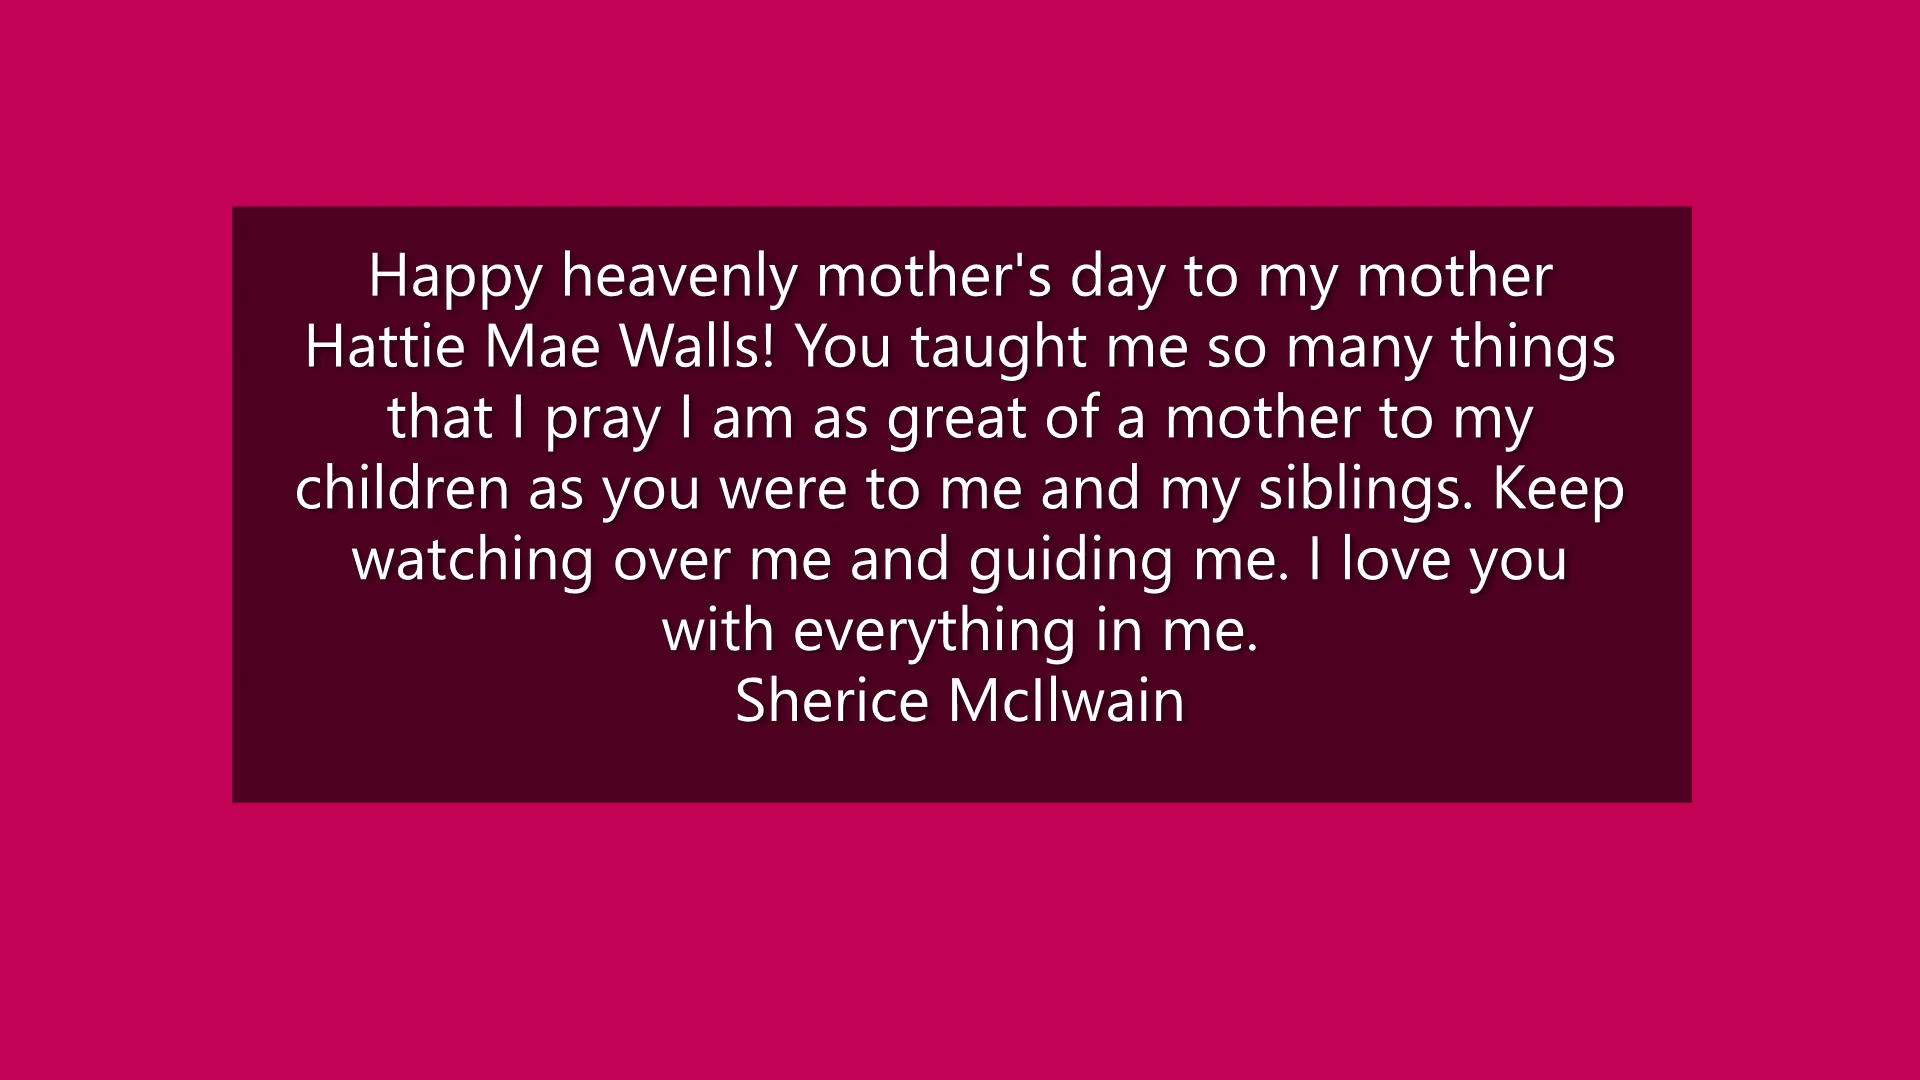 Happy heavenly mother's day to my mother
Hattie Mae Walls! You taught me so many things
that I pray I am as great of a mother to my
children as you were to me and my siblings. Keep
watching over me and guiding me. I love you
with everything in me.
Sherice McIlwain